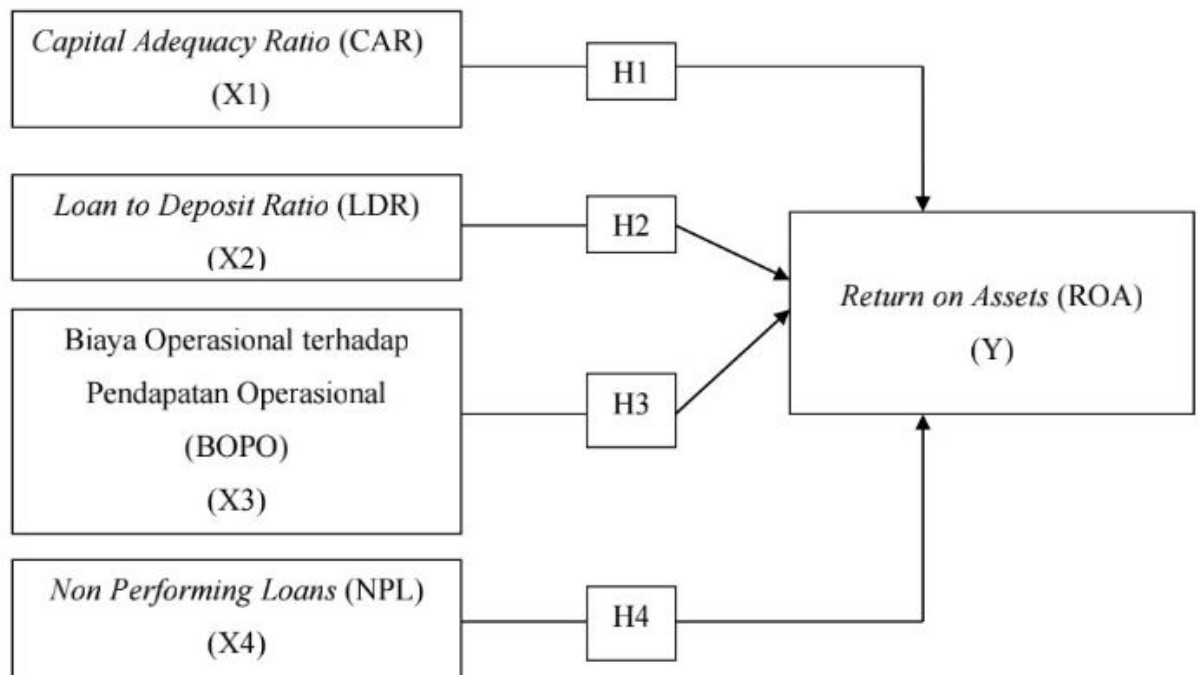 Capital Adequacy Ratio (CAR)
(X1)
H1
Loan to Deposit Ratio (LDR)
(X2)
H2
Biaya Operasional terhadap
Pendapatan Operasional
(BOPO)
(X3)
H3
Non Performing Loans (NPL)
(X4)
H4
Return on Assets (ROA)
(Y)